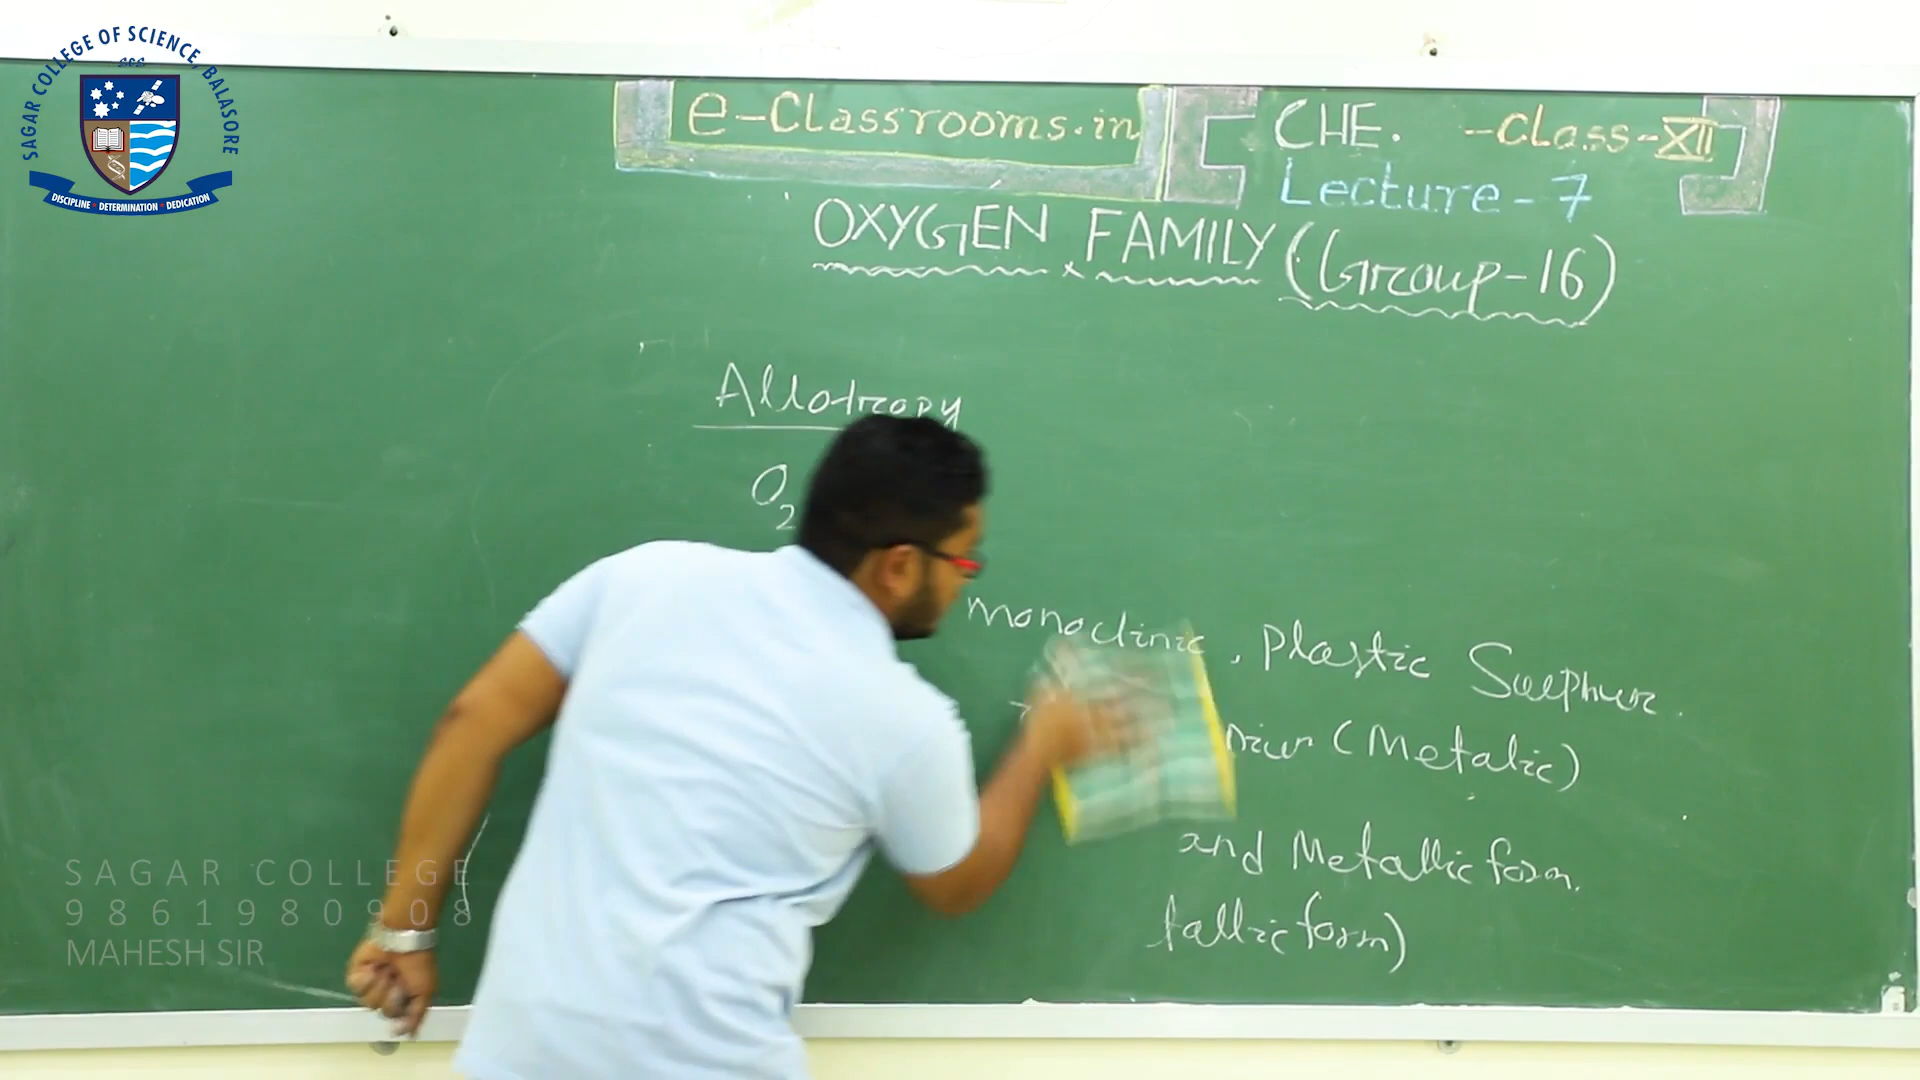 SAGAR COLLEGE OF SCIENCE, BALASORE
S.C.S.
DISCIPLINE * DETERMINATION * DEDICATION
e-Classrooms.in
CHE. -Class-XII
Lecture-7
OXYGEN FAMILY (Group-16)
Allotropy
O2
monoclinic, Plastic Sulphur.
(Metalic)
and Metallic form.
tallic form)
SAGAR COLLEGE
9861980908
MAHESH SIR